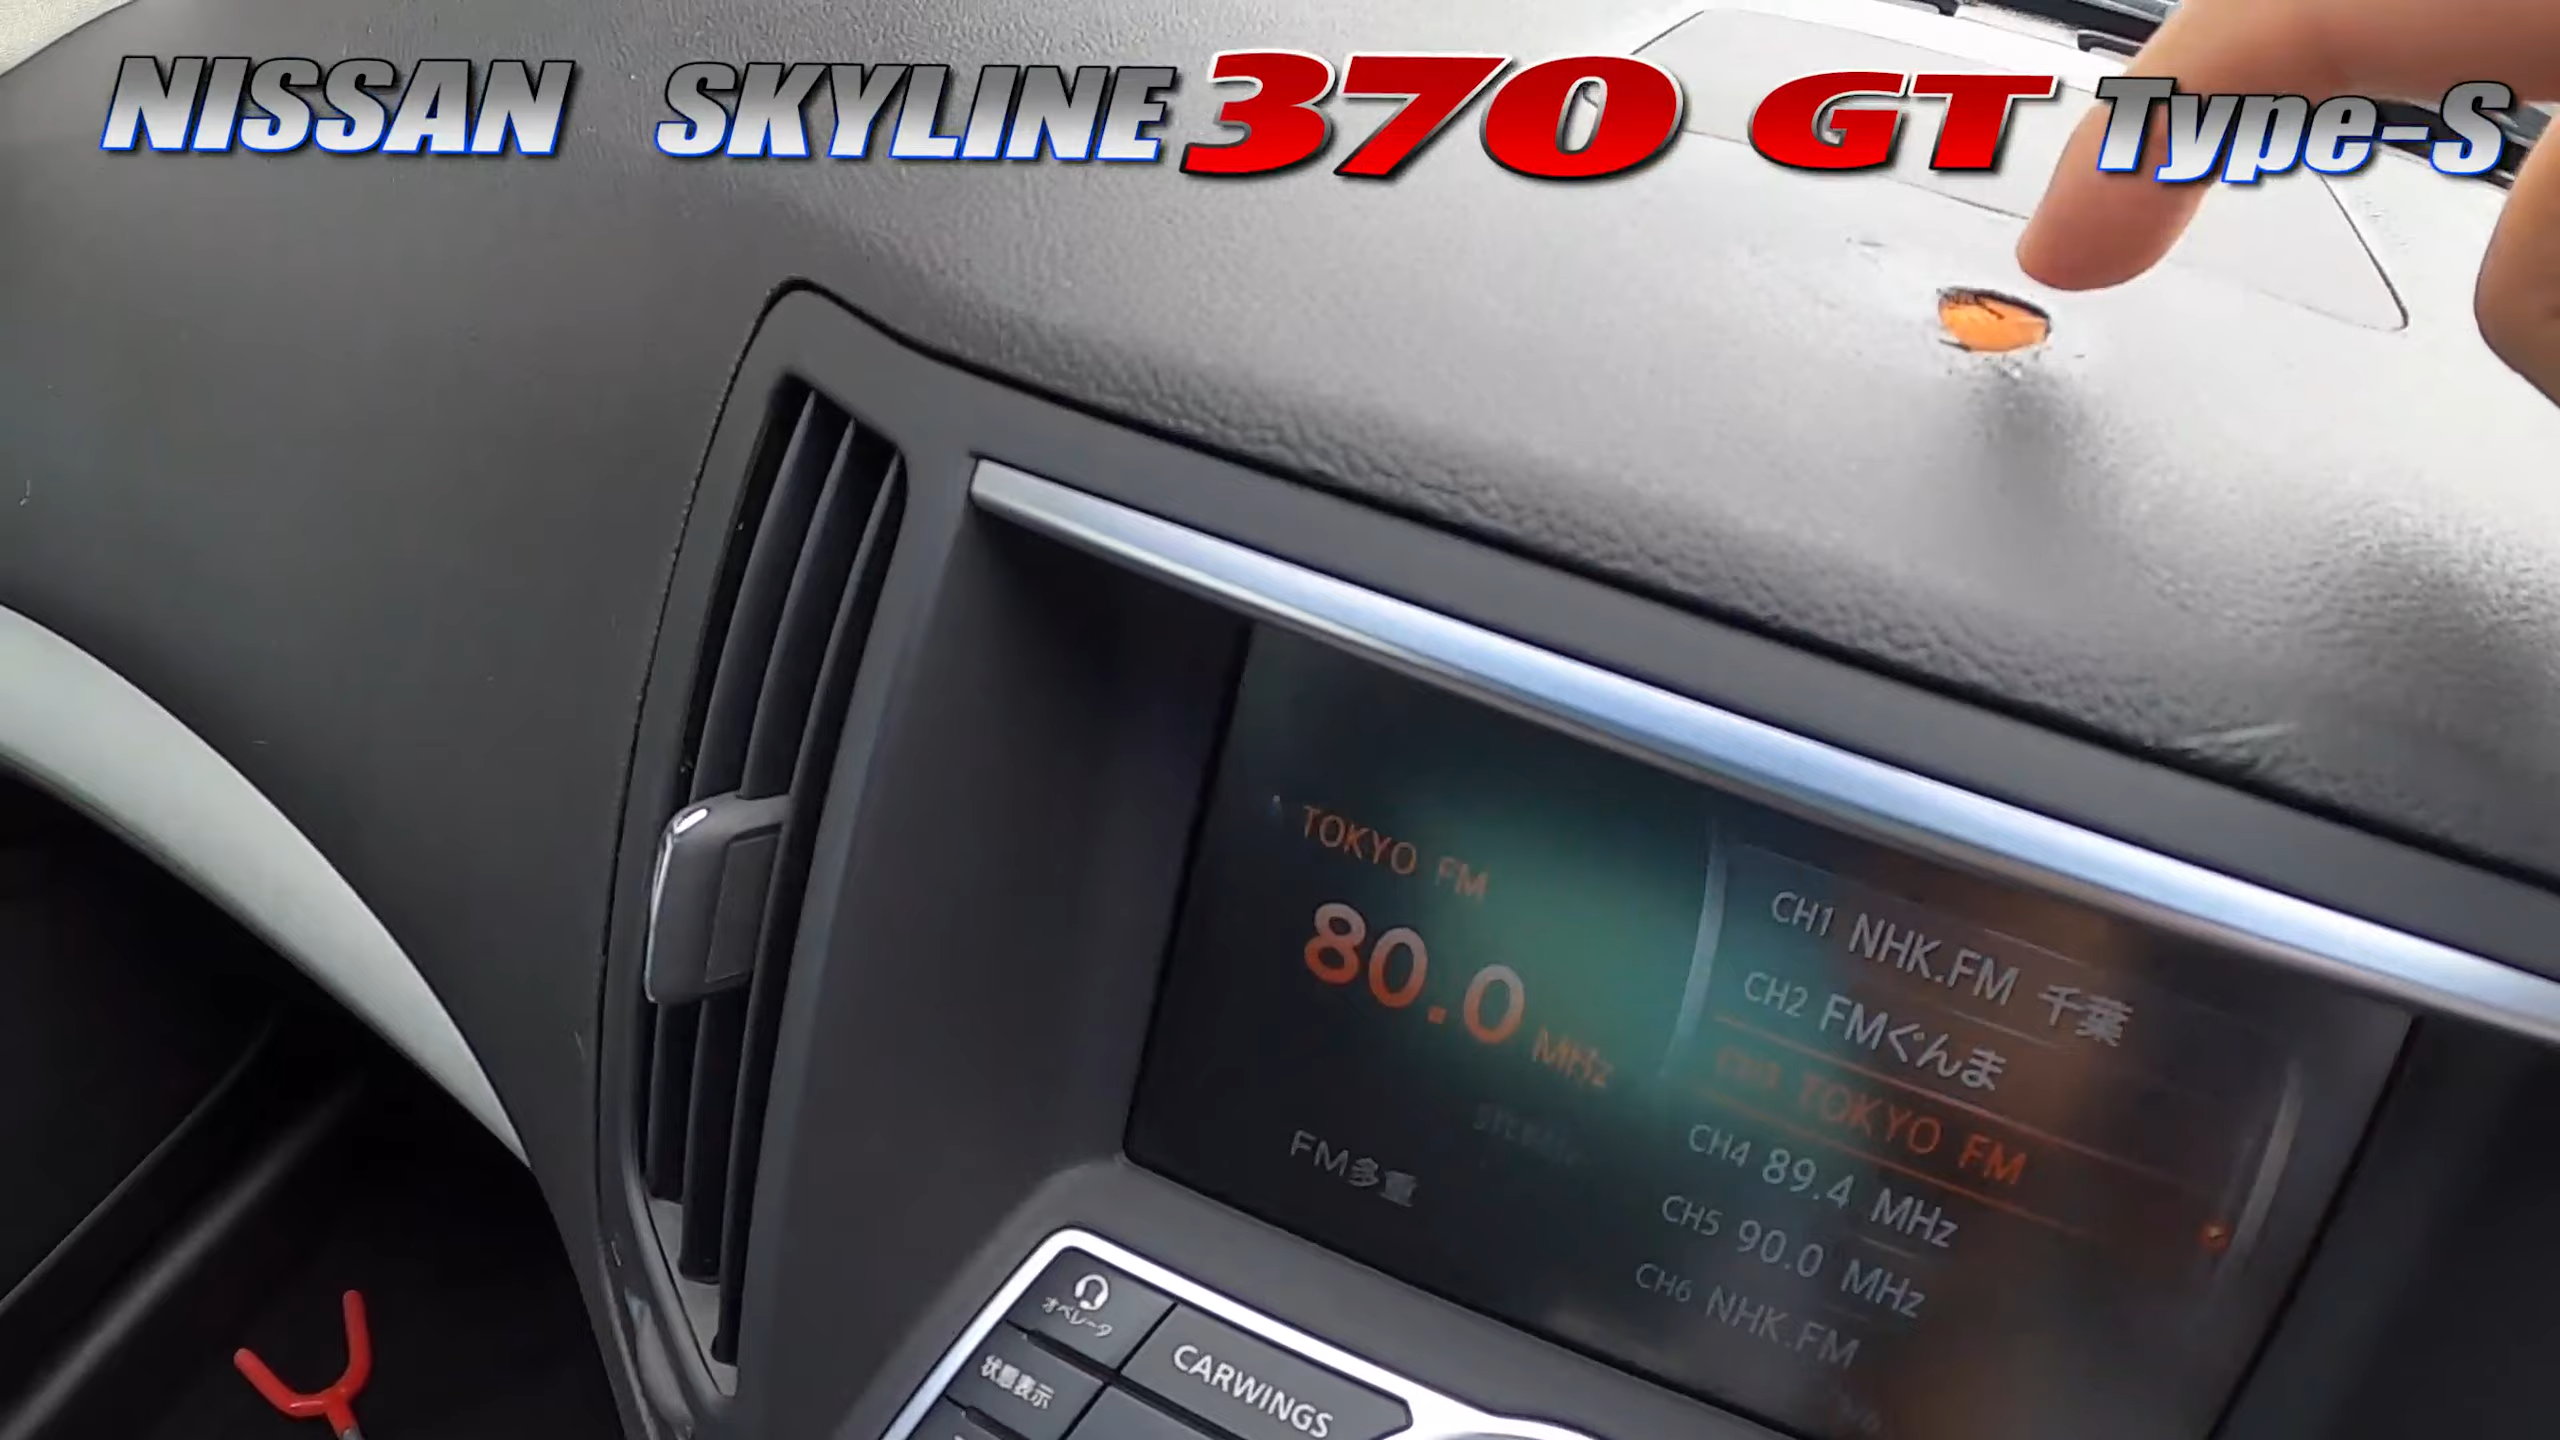 NISSAN SKYLINE 370 GT Type-S
TOKYO FM
80.0 MHz
FM多重
CH1 NHK.FM 千葉
CH2 FMぐんま
CH3 TOKYO FM
CH4 89.4 MHz
CH5 90.0 MHz
CH6 NHK.FM
オペレータ
状態表示
CARWINGS